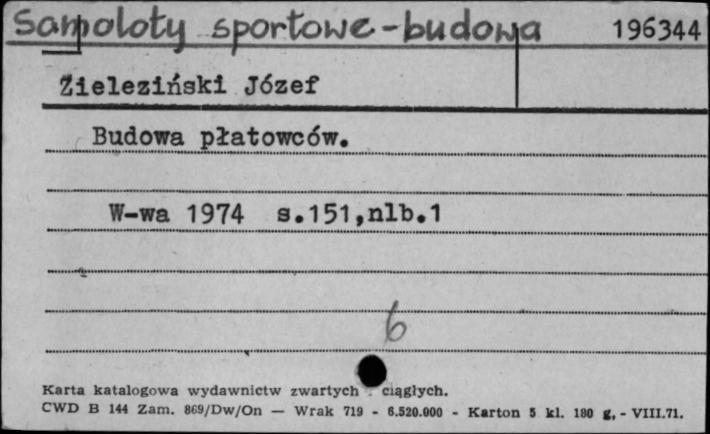 Samoloty sportowe - budowa 196344
Zieleziński Józef
Budowa płatowców.
W-wa 1974 s.151,nlb.1
6
Karta katalogowa wydawnictw zwartych ciągłych.
CWD B 144 Zam. 869/Dw/On — Wrak 719 - 6.520.000 - Karton 5 kl. 180 g, - VIII.71.